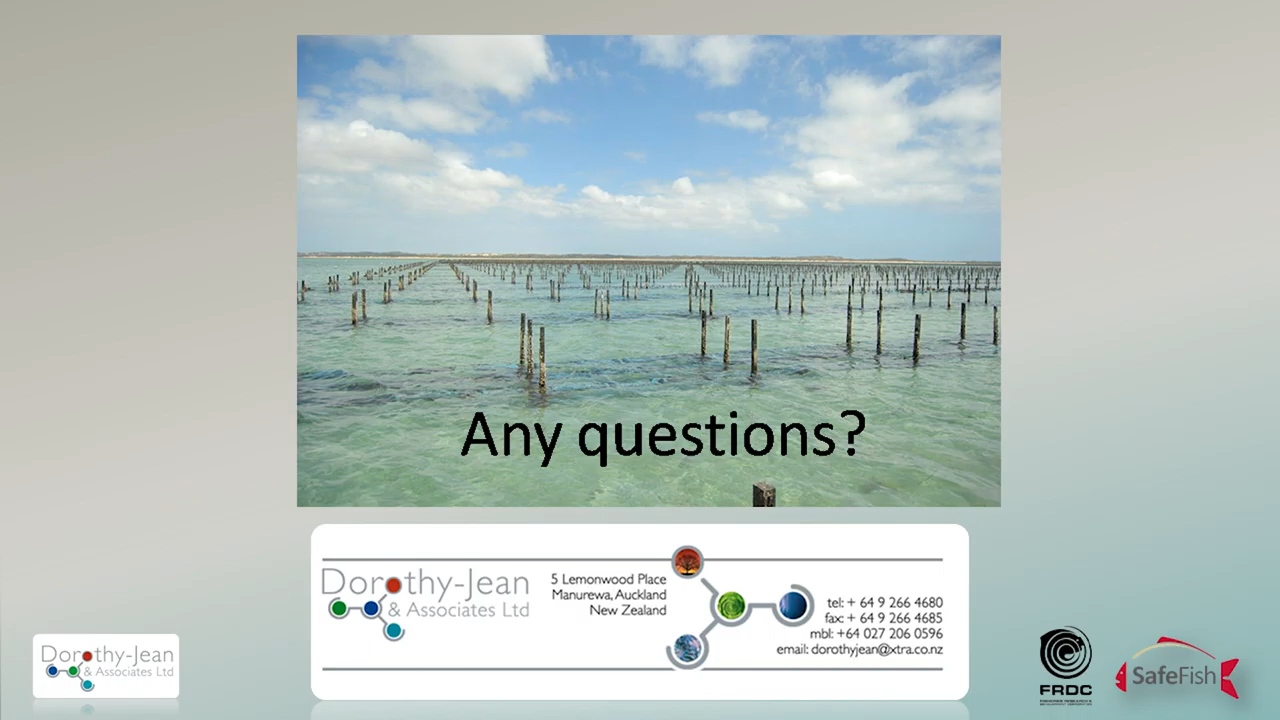 Any questions?
Dorothy-Jean
& Associates Ltd
5 Lemonwood Place
Manurewa, Auckland
New Zealand
tel: + 64 9 266 4680
fax: + 64 9 266 4685
mbl: +64 027 206 0596
email: dorothyjean@xtra.co.nz
Dorothy-Jean
& Associates Ltd
FRDC
SafeFish